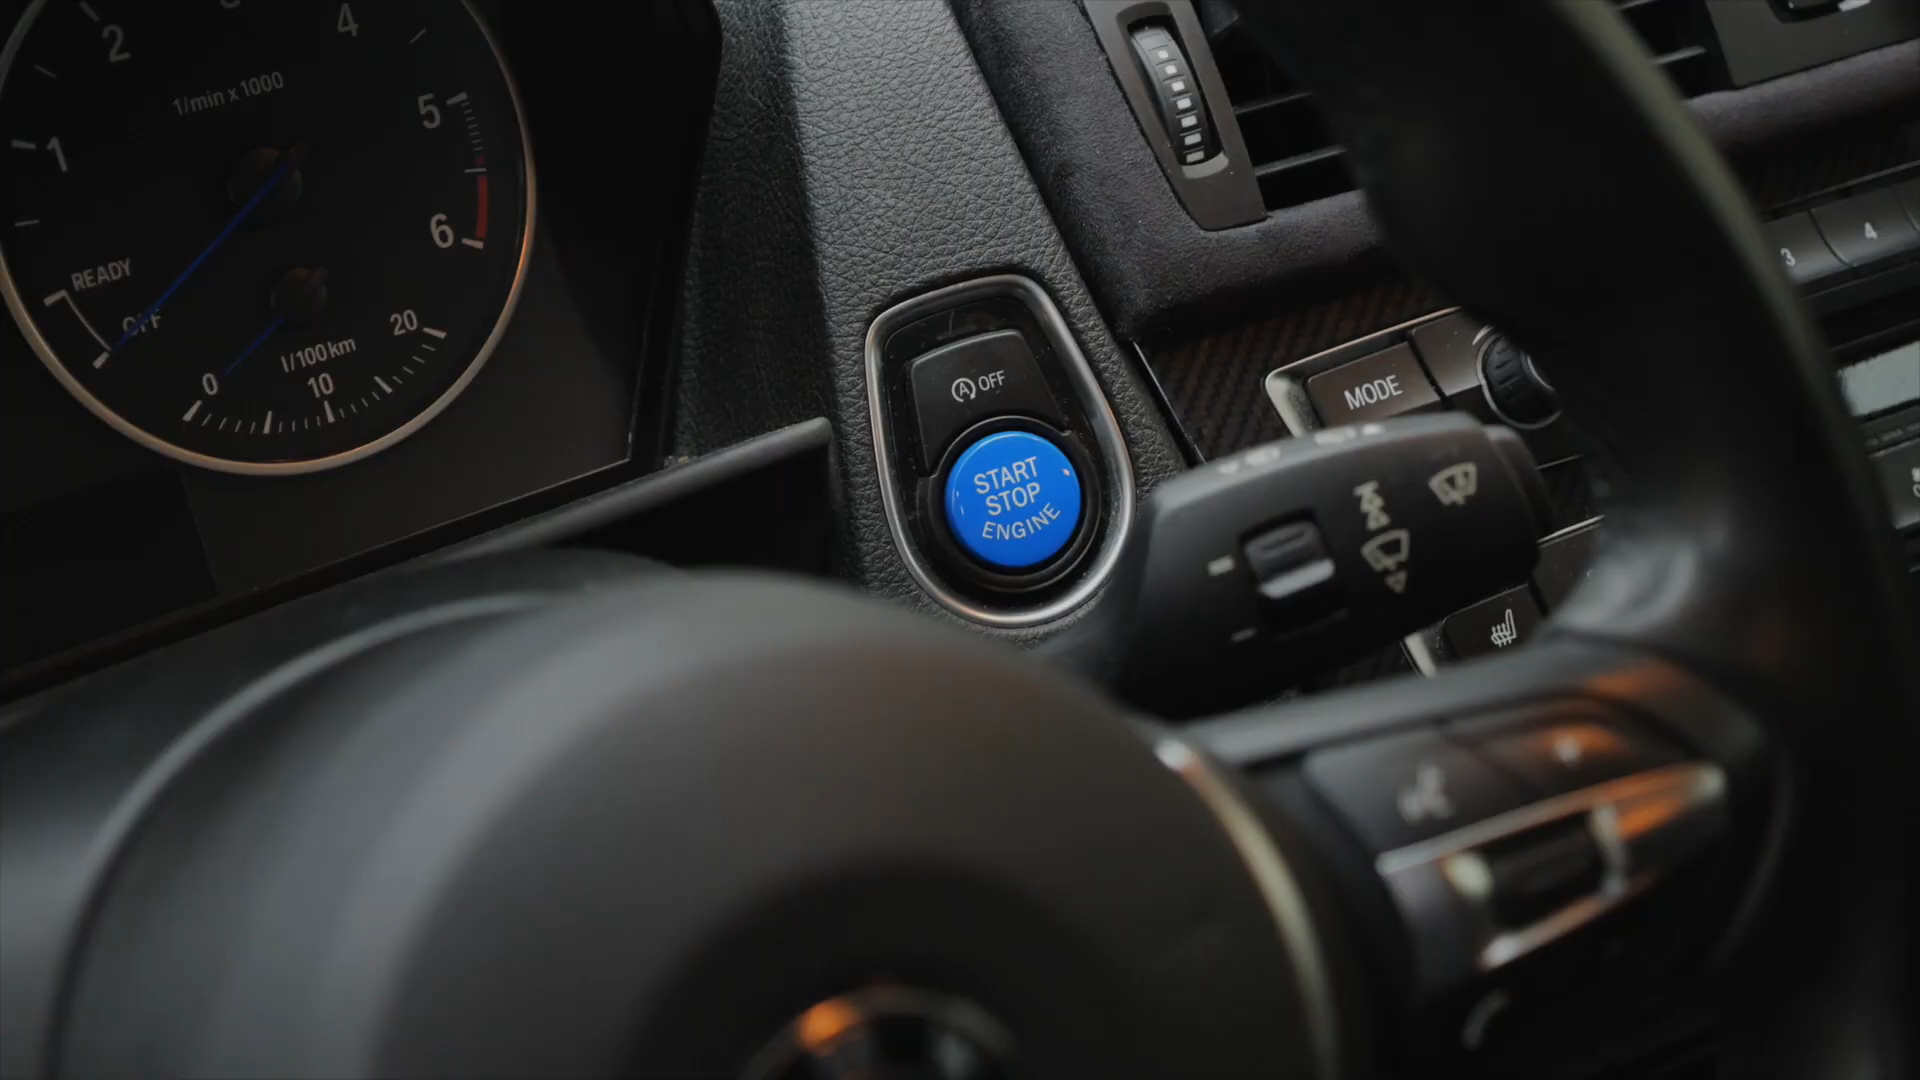 1
2
3
4
5
6
1/min x 1000
READY
OFF
l/100km
0
10
20
OFF
START
STOP
ENGINE
MODE
3
4